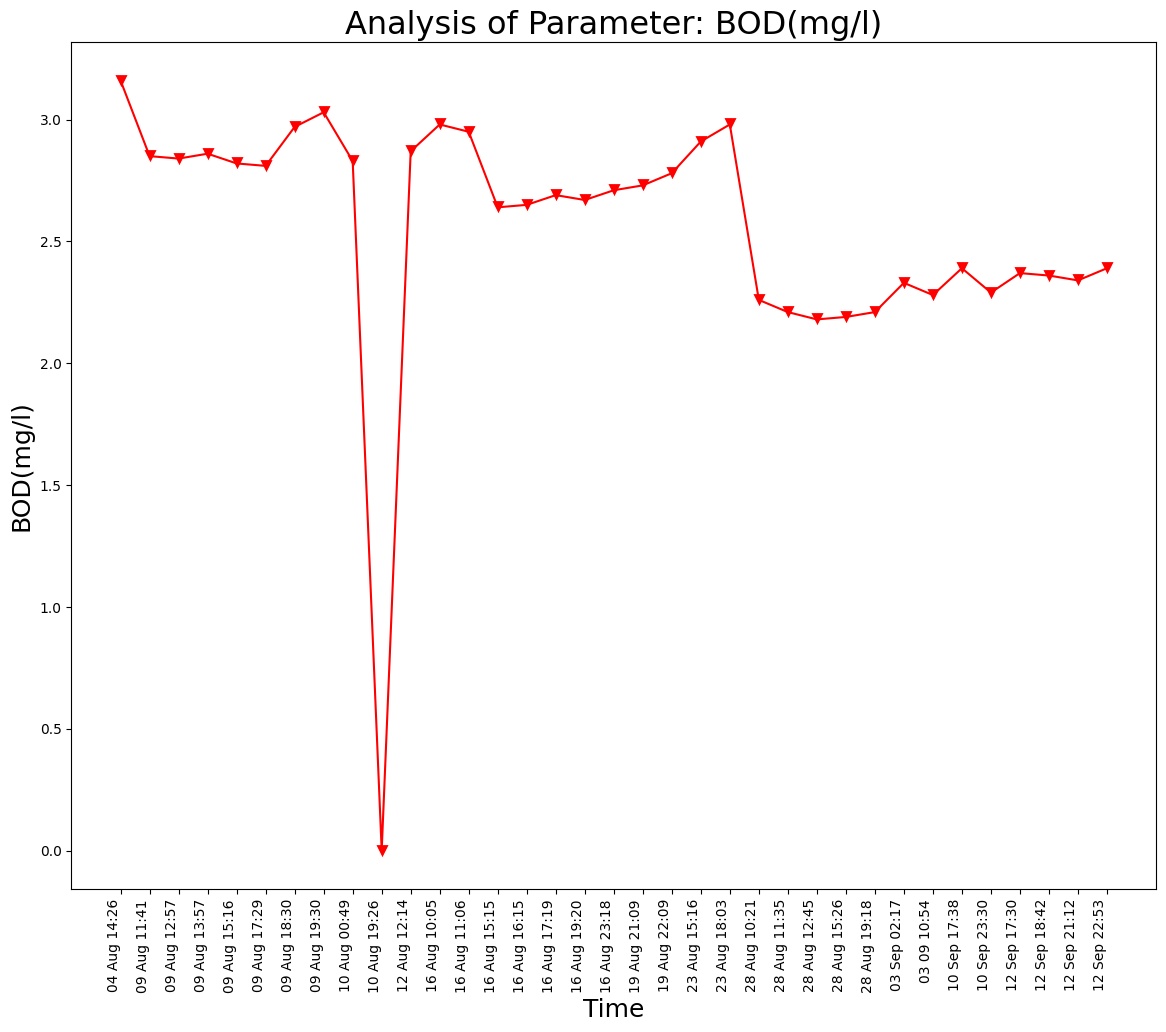 Analysis of Parameter: BOD(mg/l)
BOD(mg/l)
3.0
2.5
2.0
1.5
1.0
0.5
0.0
04 Aug 14:26
09 Aug 11:41
09 Aug 12:57
09 Aug 13:57
09 Aug 15:16
09 Aug 17:29
09 Aug 18:30
09 Aug 19:30
10 Aug 00:49
10 Aug 19:26
12 Aug 12:14
16 Aug 10:05
16 Aug 11:06
16 Aug 15:15
16 Aug 16:15
16 Aug 17:19
16 Aug 19:20
16 Aug 23:18
19 Aug 21:09
19 Aug 22:09
23 Aug 15:16
23 Aug 18:03
28 Aug 10:21
28 Aug 11:35
28 Aug 12:45
28 Aug 15:26
28 Aug 19:18
03 Sep 02:17
03 09 10:54
10 Sep 17:38
10 Sep 23:30
12 Sep 17:30
12 Sep 18:42
12 Sep 21:12
12 Sep 22:53
Time